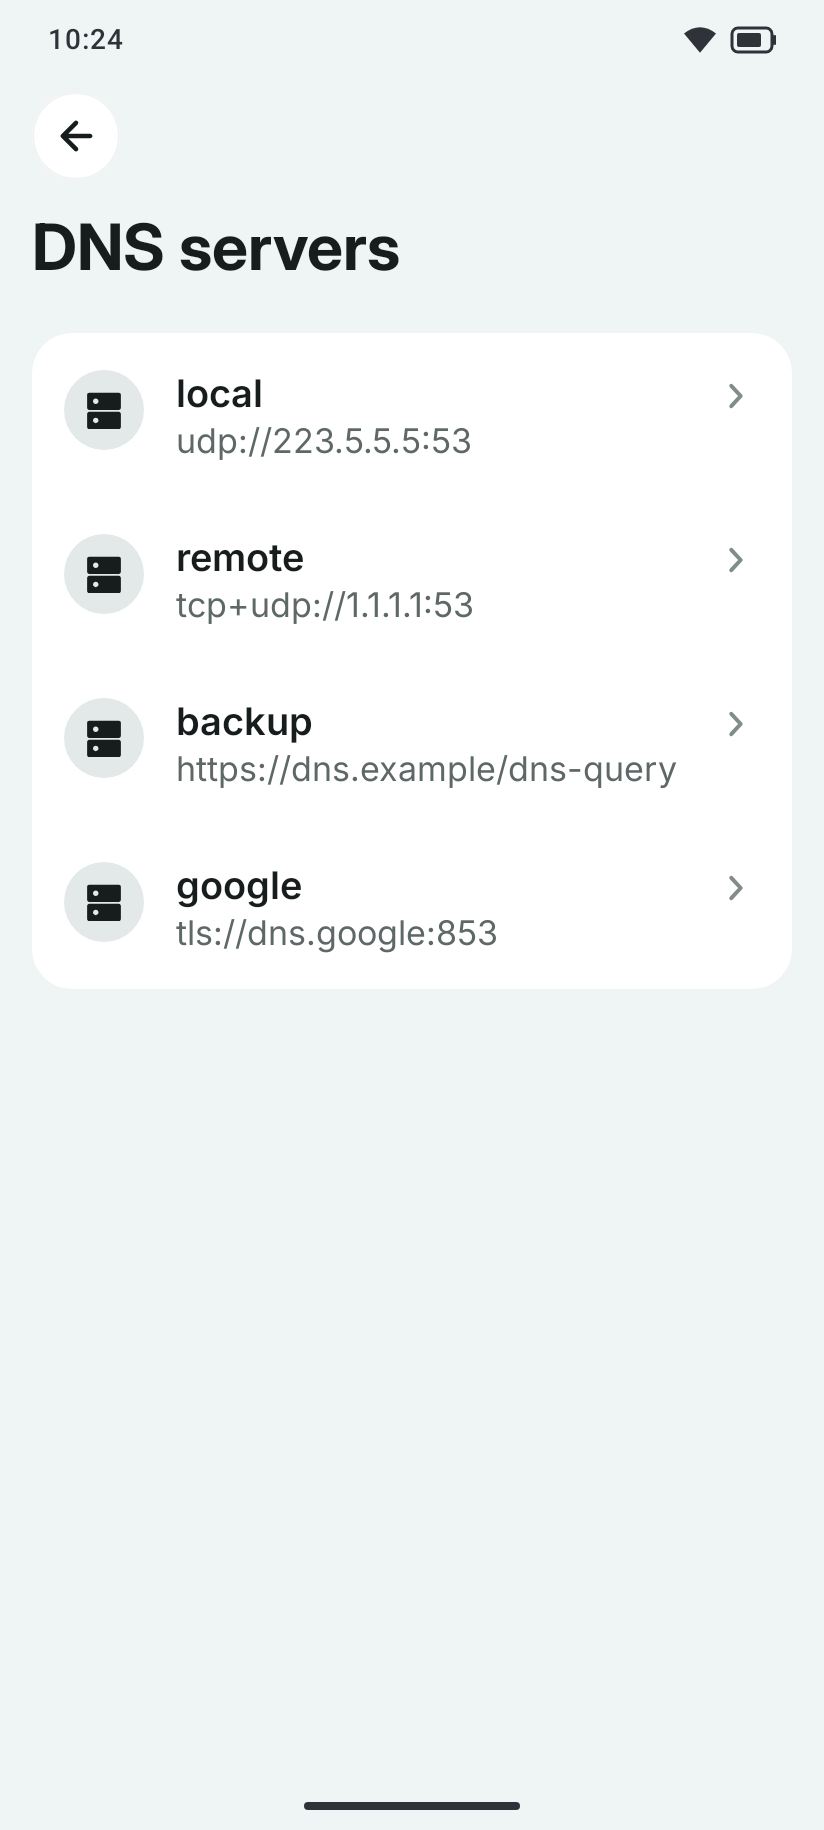 10:24
DNS servers
local
udp://223.5.5.5:53
remote
tcp+udp://1.1.1.1:53
backup
https://dns.example/dns-query
google
tls://dns.google:853